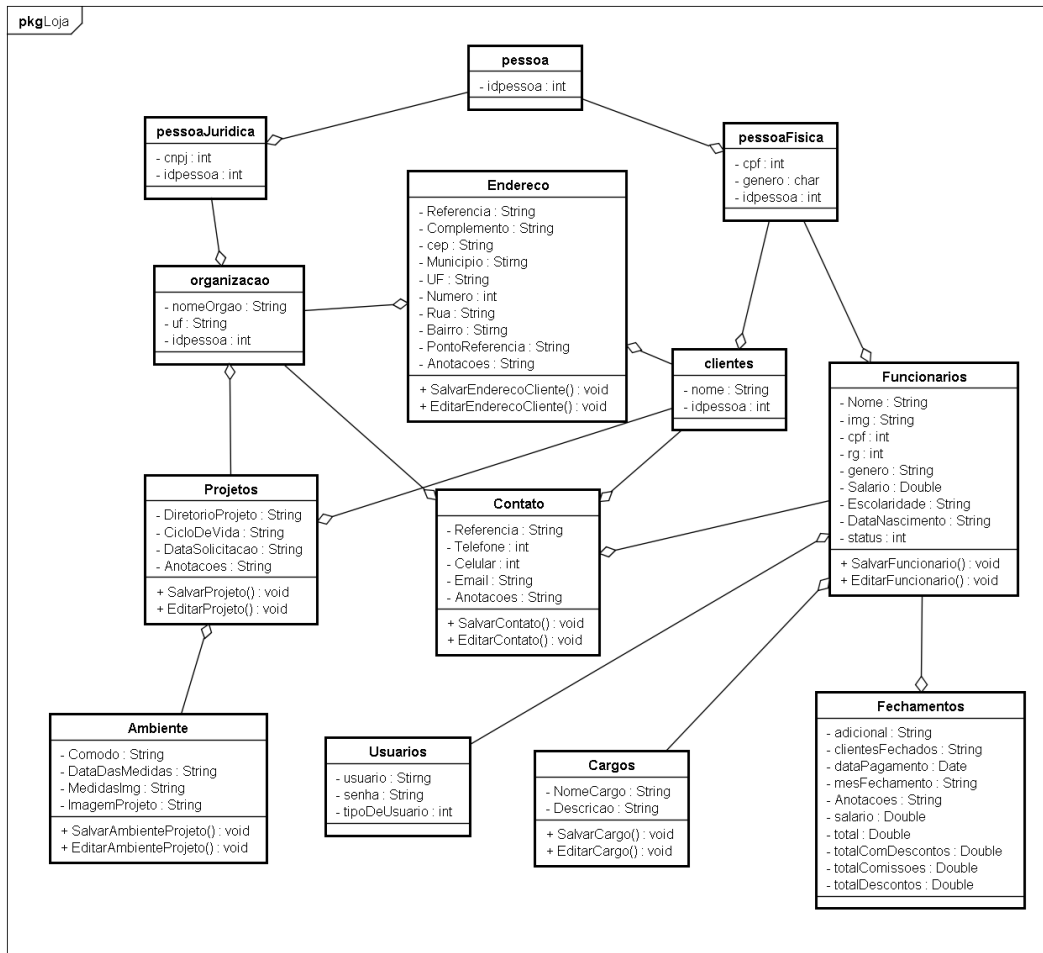 pkg Loja
pessoa
- idpessoa : int
pessoaJuridica
- cnpj : int
- idpessoa : int
pessoaFisica
- cpf : int
- genero : char
- idpessoa : int
Endereco
- Referencia : String
- Complemento : String
- cep : String
- Municipio : Stirng
- UF : String
- Numero : int
- Rua : String
- Bairro : Stirng
- PontoReferencia : String
- Anotacoes : String
+ SalvarEnderecoCliente() : void
+ EditarEnderecoCliente() : void
organizacao
- nomeOrgao : String
- uf : String
- idpessoa : int
clientes
- nome : String
- idpessoa : int
Funcionarios
- Nome : String
- img : String
- cpf : int
- rg : int
- genero : String
- Salario : Double
- Escolaridade : String
- DataNascimento : String
- status : int
+ SalvarFuncionario() : void
+ EditarFuncionario() : void
Projetos
- DiretorioProjeto : String
- CicloDeVida : String
- DataSolicitacao : String
- Anotacoes : String
+ SalvarProjeto() : void
+ EditarProjeto() : void
Contato
- Referencia : String
- Telefone : int
- Celular : int
- Email : String
- Anotacoes : String
+ SalvarContato() : void
+ EditarContato() : void
Ambiente
- Comodo : String
- DataDasMedidas : String
- MedidasImg : String
- ImagemProjeto : String
+ SalvarAmbienteProjeto() : void
+ EditarAmbienteProjeto() : void
Usuarios
- usuario : Stirng
- senha : String
- tipoDeUsuario : int
Cargos
- NomeCargo : String
- Descricao : String
+ SalvarCargo() : void
+ EditarCargo() : void
Fechamentos
- adicional : String
- clientesFechados : String
- dataPagamento : Date
- mesFechamento : String
- Anotacoes : String
- salario : Double
- total : Double
- totalComDescontos : Double
- totalComissoes : Double
- totalDescontos : Double